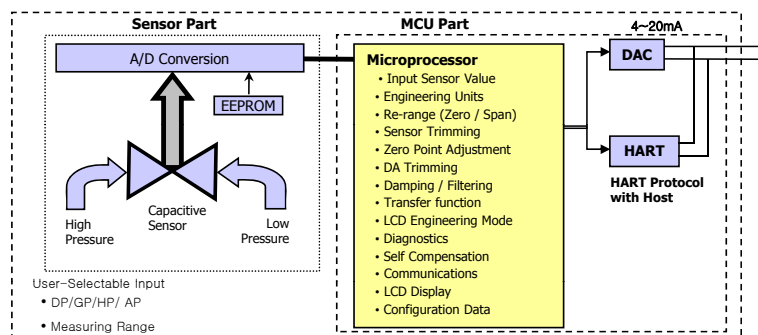 Sensor Part
MCU Part
4~20mA
A/D Conversion
EEPROM
High
Pressure
Capacitive
Sensor
Low
Pressure
Microprocessor
• Input Sensor Value
• Engineering Units
• Re-range (Zero / Span)
• Sensor Trimming
• Zero Point Adjustment
• DA Trimming
• Damping / Filtering
• Transfer function
• LCD Engineering Mode
• Diagnostics
• Self Compensation
• Communications
• LCD Display
• Configuration Data
DAC
HART
HART Protocol
with Host
User-Selectable Input
• DP/GP/HP/ AP
• Measuring Range